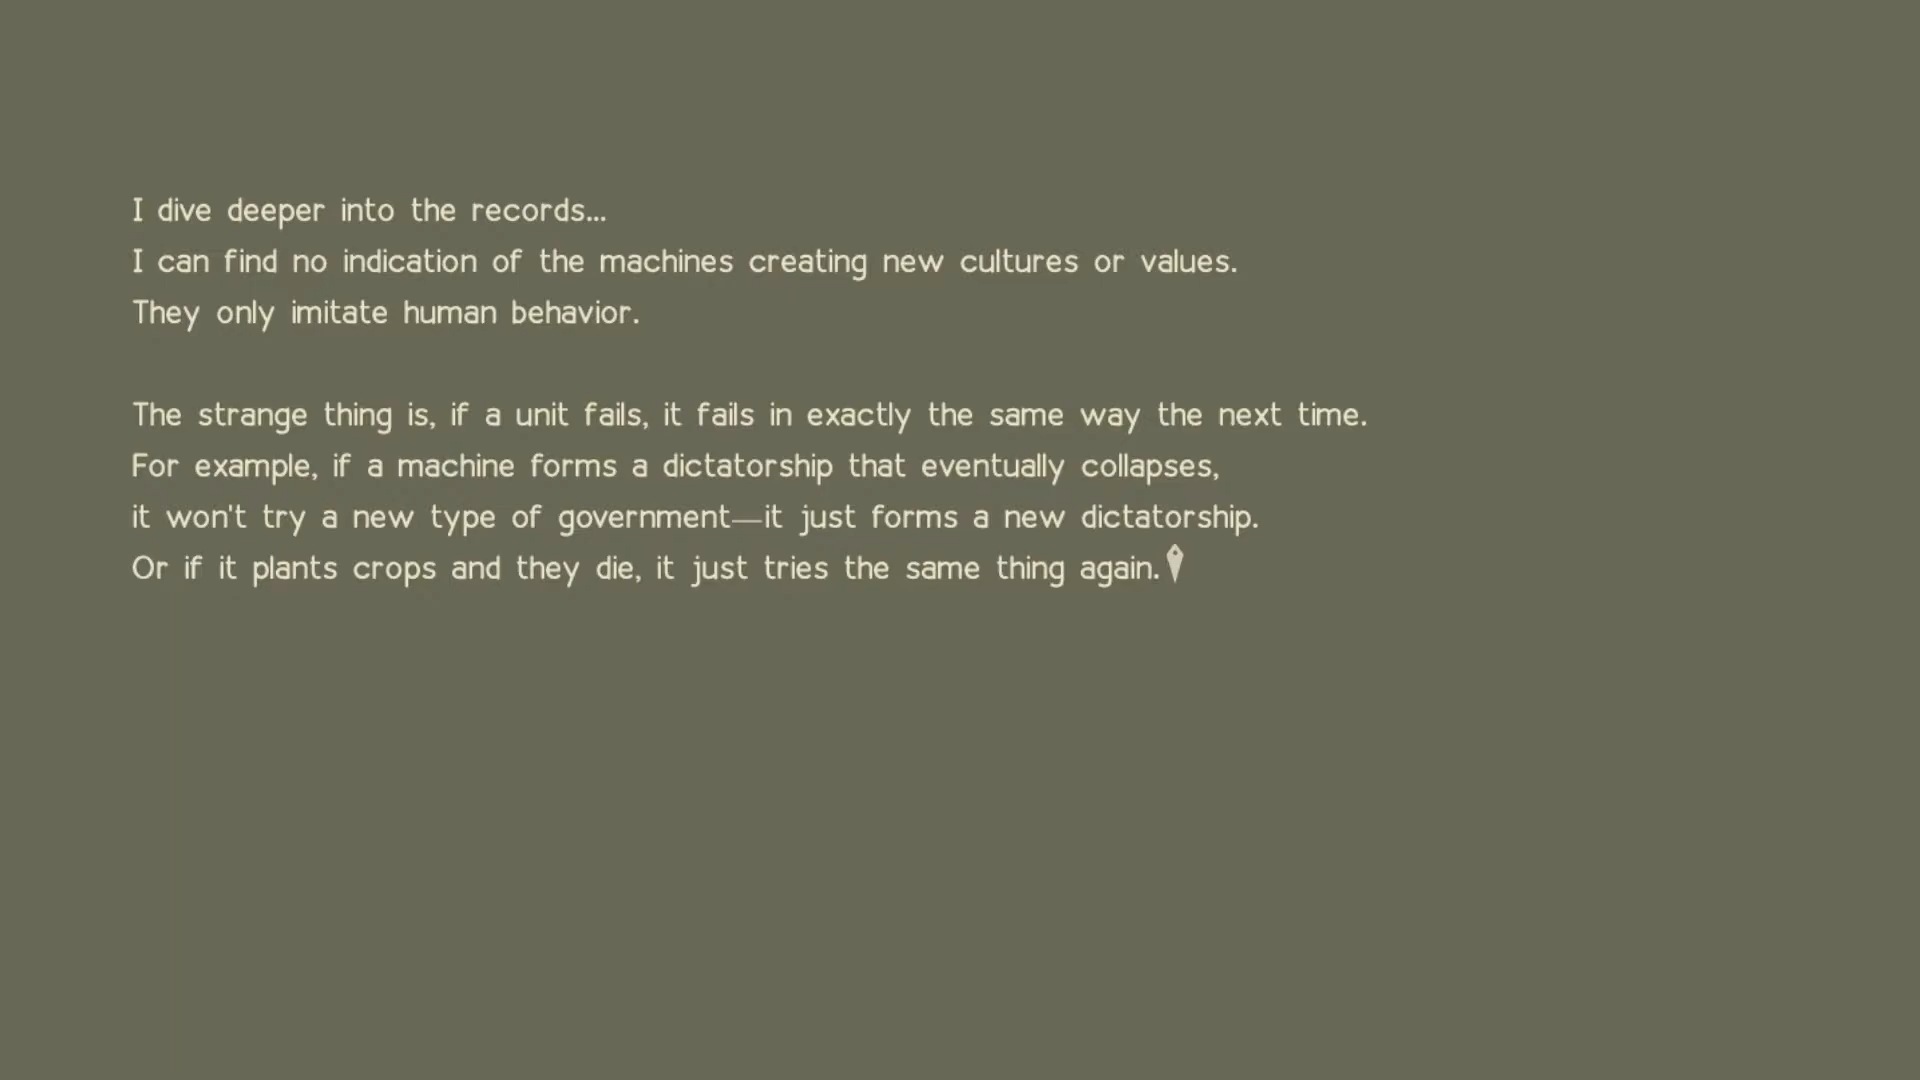 I dive deeper into the records...
I can find no indication of the machines creating new cultures or values.
They only imitate human behavior.
The strange thing is, if a unit fails, it fails in exactly the same way the next time.
For example, if a machine forms a dictatorship that eventually collapses,
it won't try a new type of government—it just forms a new dictatorship.
Or if it plants crops and they die, it just tries the same thing again.